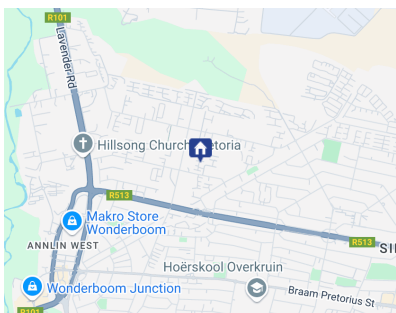 R101
Lavender Rd
Hillsong Church Pretoria
R513
Makro Store
Wonderboom
ANNLIN WEST
R513
SI
Hoërskool Overkruin
Wonderboom Junction
Braam Pretorius St
R101